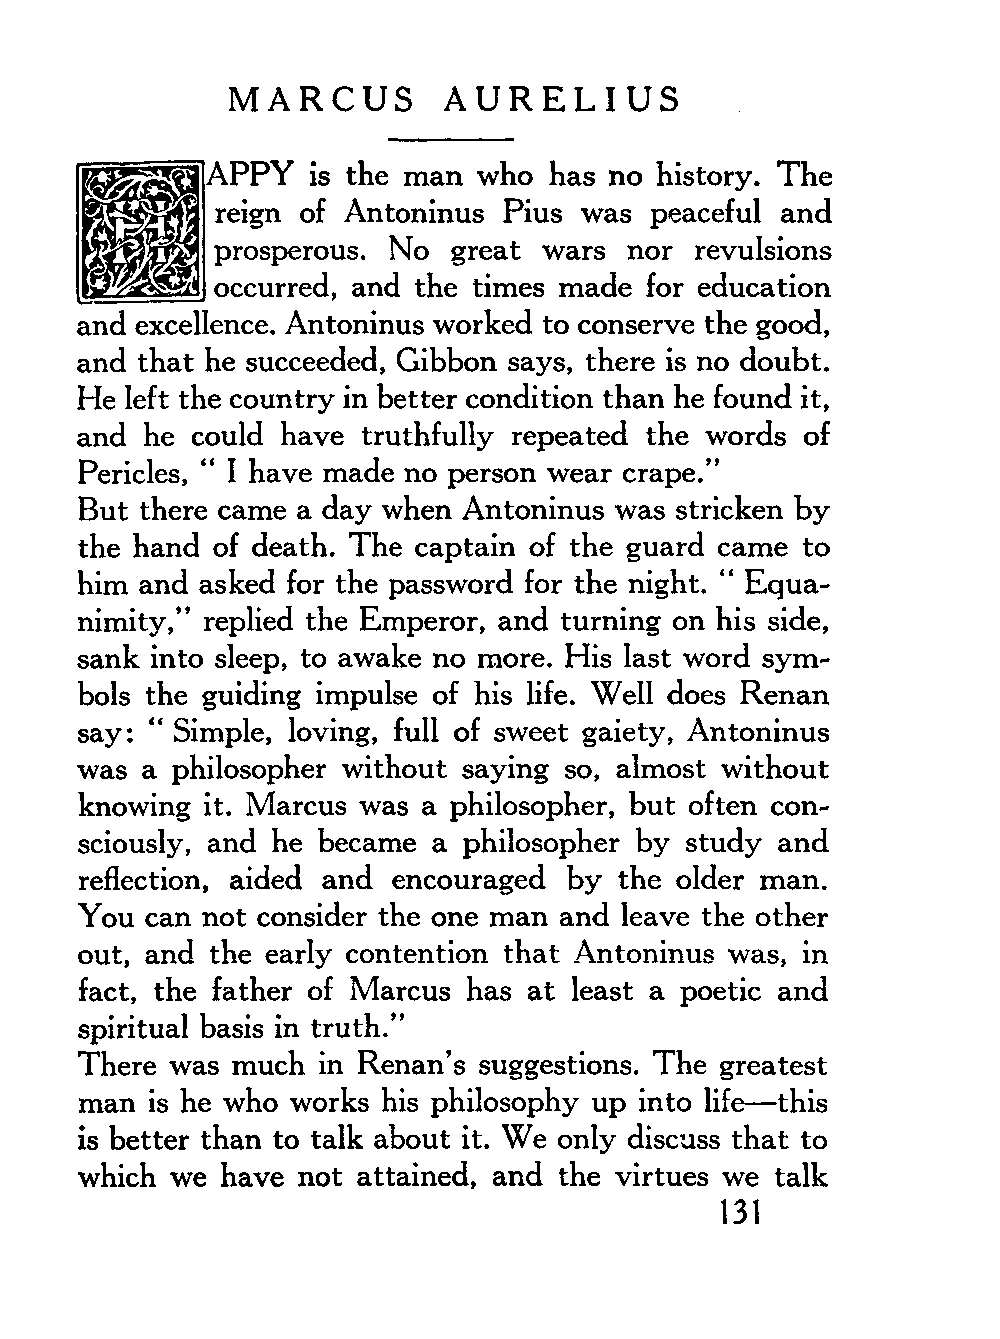 MARCUS AURELIUS
HAPPY is the man who has no history. The
reign of Antoninus Pius was peaceful and
prosperous. No great wars nor revulsions
occurred, and the times made for education
and excellence. Antoninus worked to conserve the good,
and that he succeeded, Gibbon says, there is no doubt.
He left the country in better condition than he found it,
and he could have truthfully repeated the words of
Pericles, “ I have made no person wear crape.”
But there came a day when Antoninus was stricken by
the hand of death. The captain of the guard came to
him and asked for the password for the night. “ Equa-
nimity,” replied the Emperor, and turning on his side,
sank into sleep, to awake no more. His last word sym-
bols the guiding impulse of his life. Well does Renan
say: “ Simple, loving, full of sweet gaiety, Antoninus
was a philosopher without saying so, almost without
knowing it. Marcus was a philosopher, but often con-
sciously, and he became a philosopher by study and
reflection, aided and encouraged by the older man.
You can not consider the one man and leave the other
out, and the early contention that Antoninus was, in
fact, the father of Marcus has at least a poetic and
spiritual basis in truth.”
There was much in Renan’s suggestions. The greatest
man is he who works his philosophy up into life—this
is better than to talk about it. We only discuss that to
which we have not attained, and the virtues we talk
131